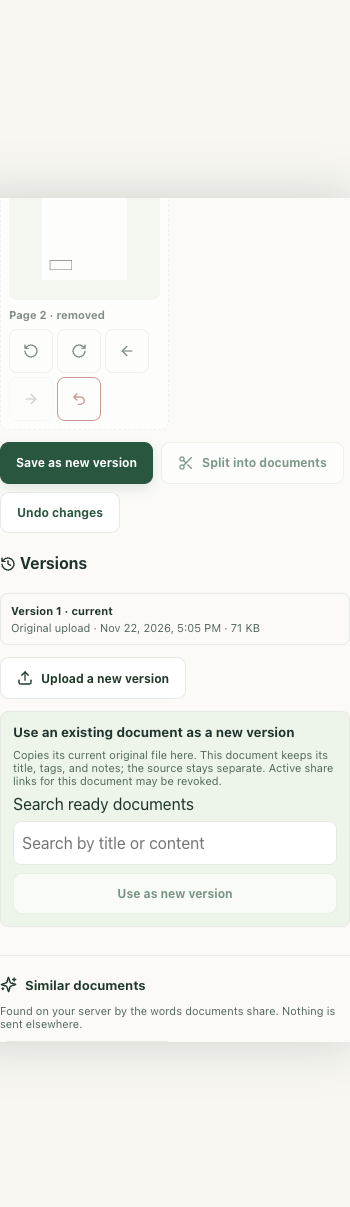 Page 2 · removed
Save as new version
Split into documents
Undo changes
Versions
Version 1 · current
Original upload · Nov 22, 2026, 5:05 PM · 71 KB
Upload a new version
Use an existing document as a new version
Copies its current original file here. This document keeps its
title, tags, and notes; the source stays separate. Active share
links for this document may be revoked.
Search ready documents
Search by title or content
Use as new version
Similar documents
Found on your server by the words documents share. Nothing is
sent elsewhere.